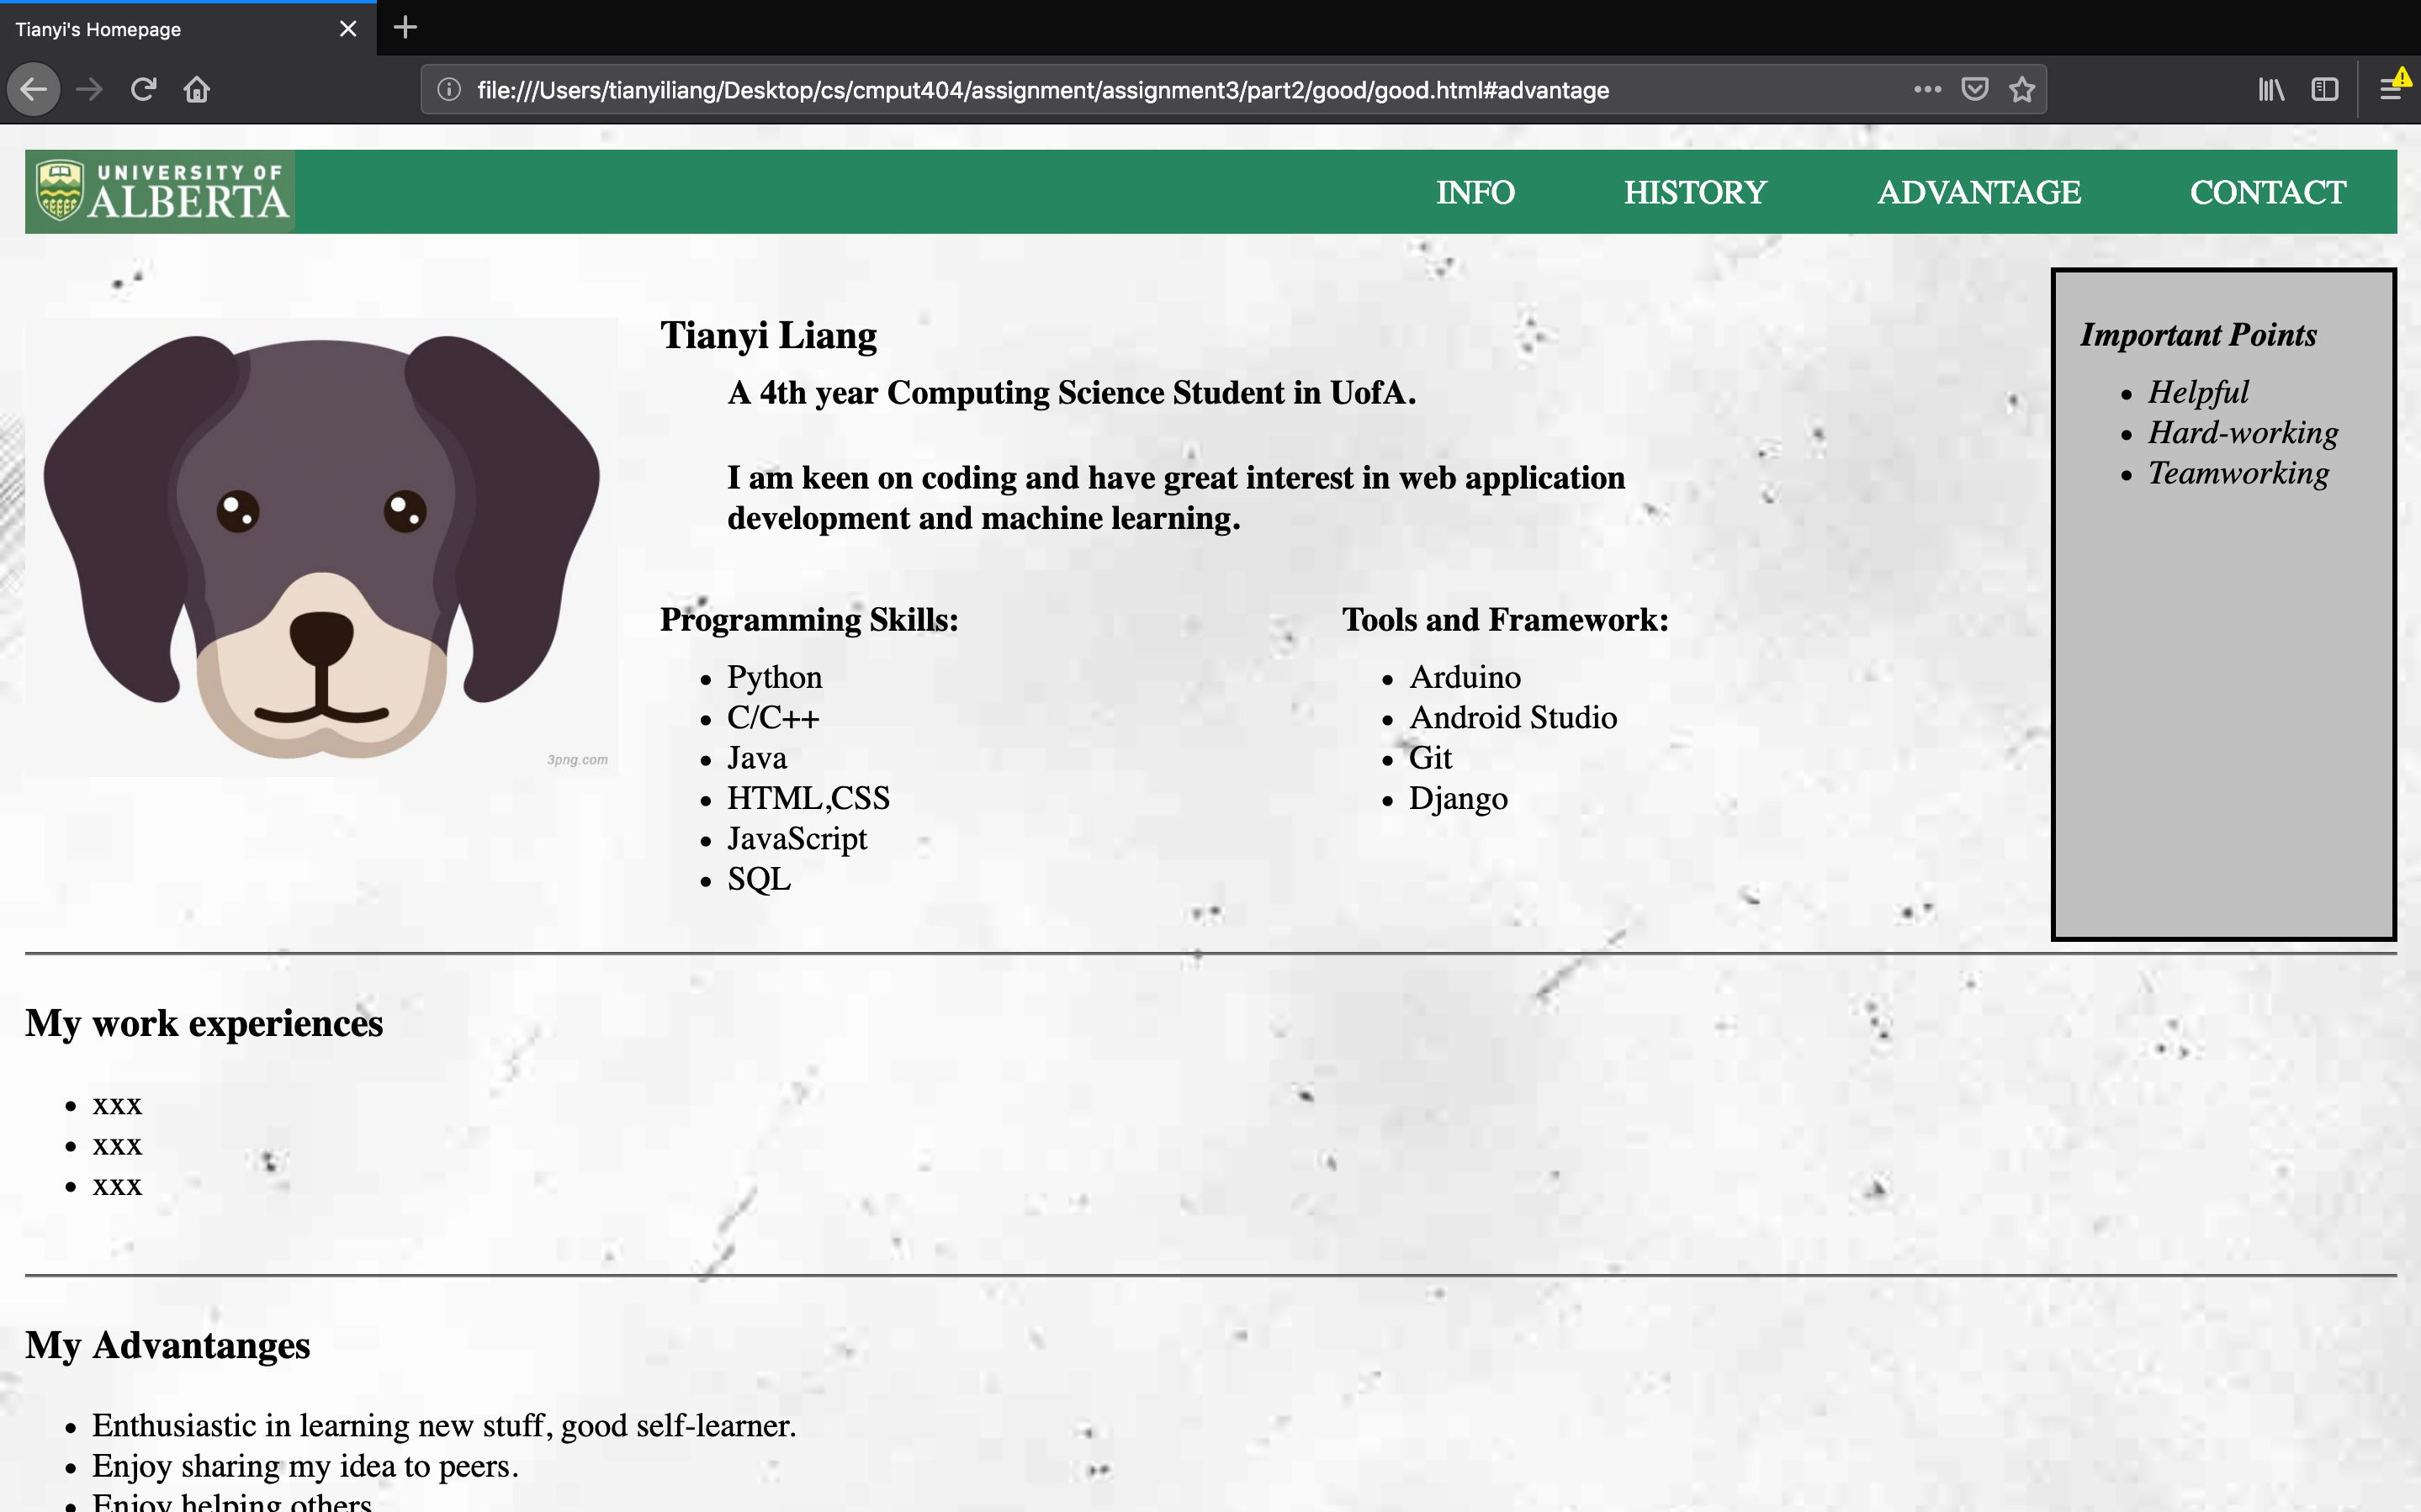 Tianyi's Homepage
file:///Users/tianyiliang/Desktop/cs/cmput404/assignment/assignment3/part2/good/good.html#advantage
UNIVERSITY OF
ALBERTA
INFO HISTORY ADVANTAGE CONTACT
Tianyi Liang
A 4th year Computing Science Student in UofA.
I am keen on coding and have great interest in web application
development and machine learning.
Programming Skills:
• Python
• C/C++
• Java
• HTML,CSS
• JavaScript
• SQL
Tools and Framework:
• Arduino
• Android Studio
• Git
• Django
Important Points
• Helpful
• Hard-working
• Teamworking
3png.com
My work experiences
• xxx
• xxx
• xxx
My Advantanges
• Enthusiastic in learning new stuff, good self-learner.
• Enjoy sharing my idea to peers.
• Enjoy helping others